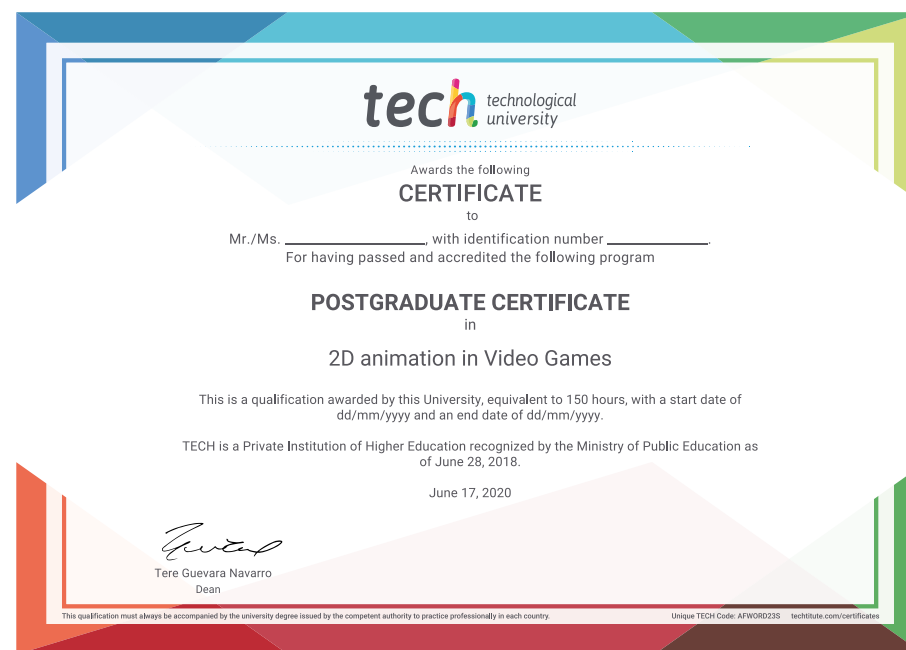 tech technological
university
Awards the following
CERTIFICATE
to
Mr./Ms. ____________________, with identification number ______________.
For having passed and accredited the following program
POSTGRADUATE CERTIFICATE
in
2D animation in Video Games
This is a qualification awarded by this University, equivalent to 150 hours, with a start date of
dd/mm/yyyy and an end date of dd/mm/yyyy.
TECH is a Private Institution of Higher Education recognized by the Ministry of Public Education as
of June 28, 2018.
June 17, 2020
Tere Guevara Navarro
Dean
This qualification must always be accompanied by the university degree issued by the competent authority to practice professionally in each country.
Unique TECH Code: AFWORD23S techtitute.com/certificates